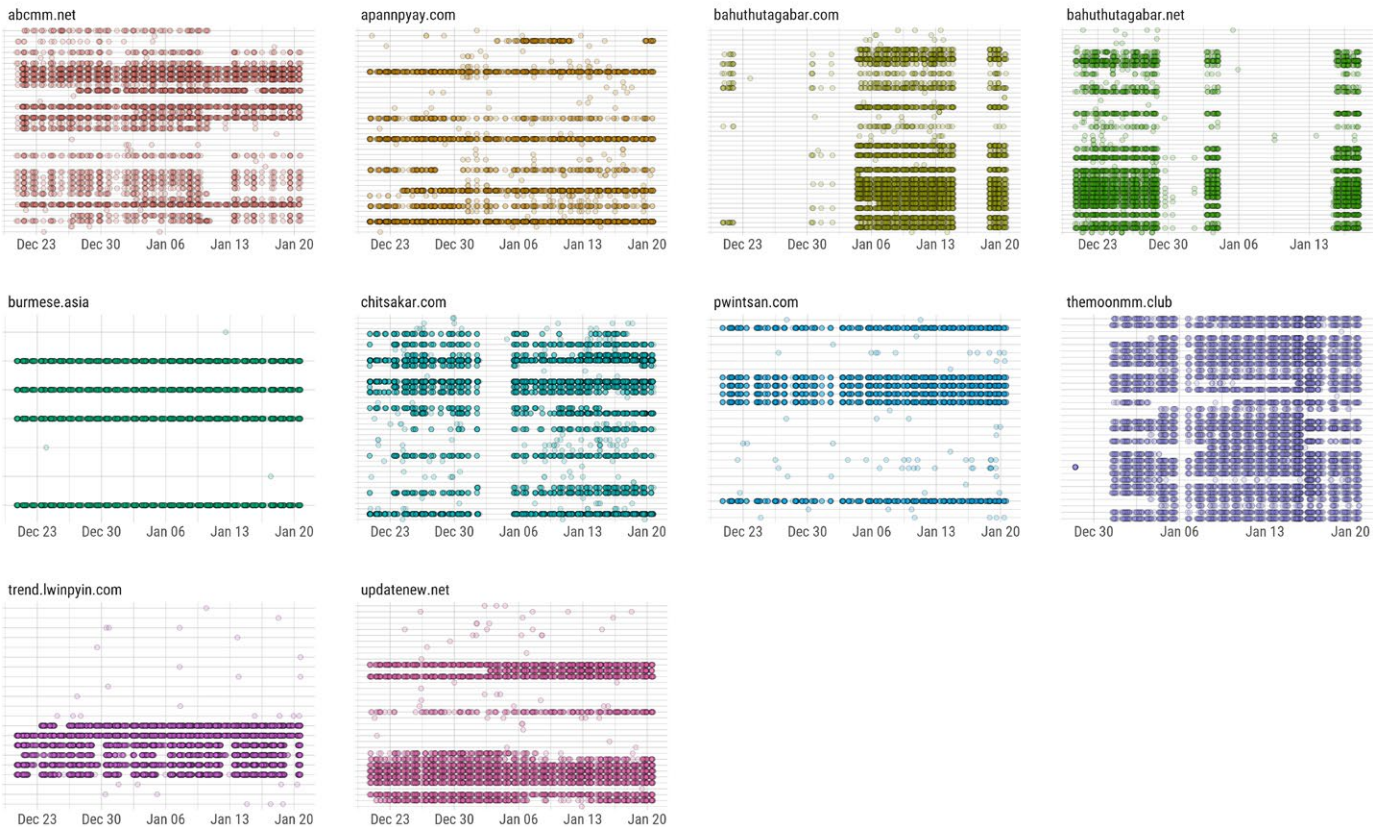 abcmm.net
apannpyay.com
bahuthutagabar.com
bahuthutagabar.net
Dec 23 Dec 30 Jan 06 Jan 13 Jan 20
Dec 23 Dec 30 Jan 06 Jan 13 Jan 20
Dec 23 Dec 30 Jan 06 Jan 13 Jan 20
Dec 23 Dec 30 Jan 06 Jan 13
burmese.asia
chitsakar.com
pwintsan.com
themoonmm.club
Dec 23 Dec 30 Jan 06 Jan 13 Jan 20
Dec 23 Dec 30 Jan 06 Jan 13 Jan 20
Dec 23 Dec 30 Jan 06 Jan 13 Jan 20
Dec 30 Jan 06 Jan 13 Jan 20
trend.lwinpyin.com
updatenew.net
Dec 23 Dec 30 Jan 06 Jan 13 Jan 20
Dec 23 Dec 30 Jan 06 Jan 13 Jan 20